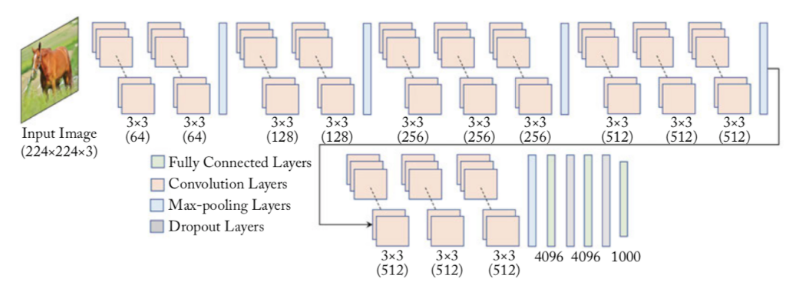 Input Image
(224×224×3)
3×3 3×3 3×3 3×3 3×3 3×3 3×3 3×3 3×3 3×3
(64) (64) (128) (128) (256) (256) (256) (512) (512) (512)
Fully Connected Layers
Convolution Layers
Max-pooling Layers
Dropout Layers
3×3 3×3 3×3 4096 4096 1000
(512) (512) (512)